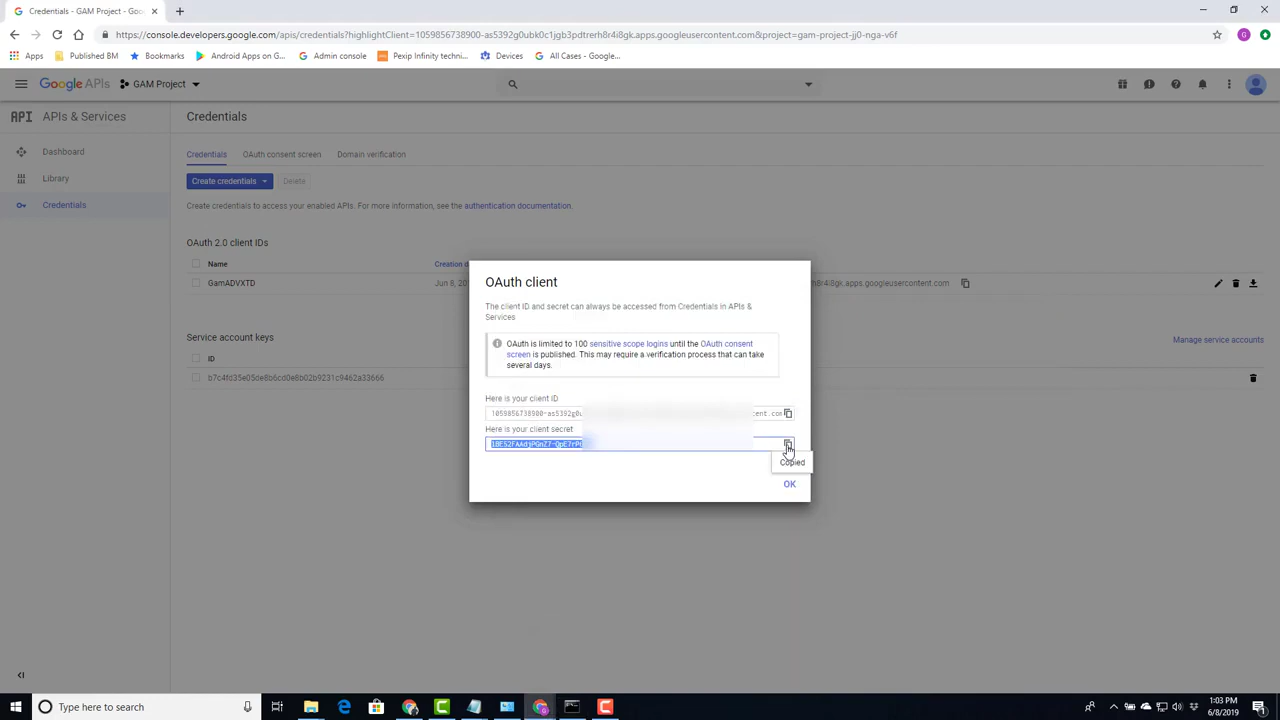 Credentials - GAM Project - Goo
https://console.developers.google.com/apis/credentials?highlightClient=1059856738900-as5392g0ubk0c1jgb3pdtrerh8r4i8gk.apps.googleusercontent.com&project=gam-project-jj0-nga-v6f
G
Apps
Published BM
Bookmarks
Android Apps on G...
Admin console
Pexip Infinity techni...
Devices
All Cases - Google...
Google APIs
GAM Project
API
APIs & Services
Credentials
Dashboard
Library
Credentials
Credentials
OAuth consent screen
Domain verification
Create credentials
Delete
Create credentials to access your enabled APIs. For more information, see the authentication documentation.
OAuth 2.0 client IDs
Name
Creation d
GamADVXTD
Jun 8, 20
h8r4i8gk.apps.googleusercontent.com
Service account keys
Manage service accounts
ID
b7c4fd35e05de8b6cd0e8b02b9231c9462a33666
OAuth client
The client ID and secret can always be accessed from Credentials in APIs &
Services
OAuth is limited to 100 sensitive scope logins until the OAuth consent
screen is published. This may require a verification process that can take
several days.
Here is your client ID
1059856738900-as5392g0u
ent.com
Here is your client secret
Copied
OK
Type here to search
1:03 PM
6/8/2019